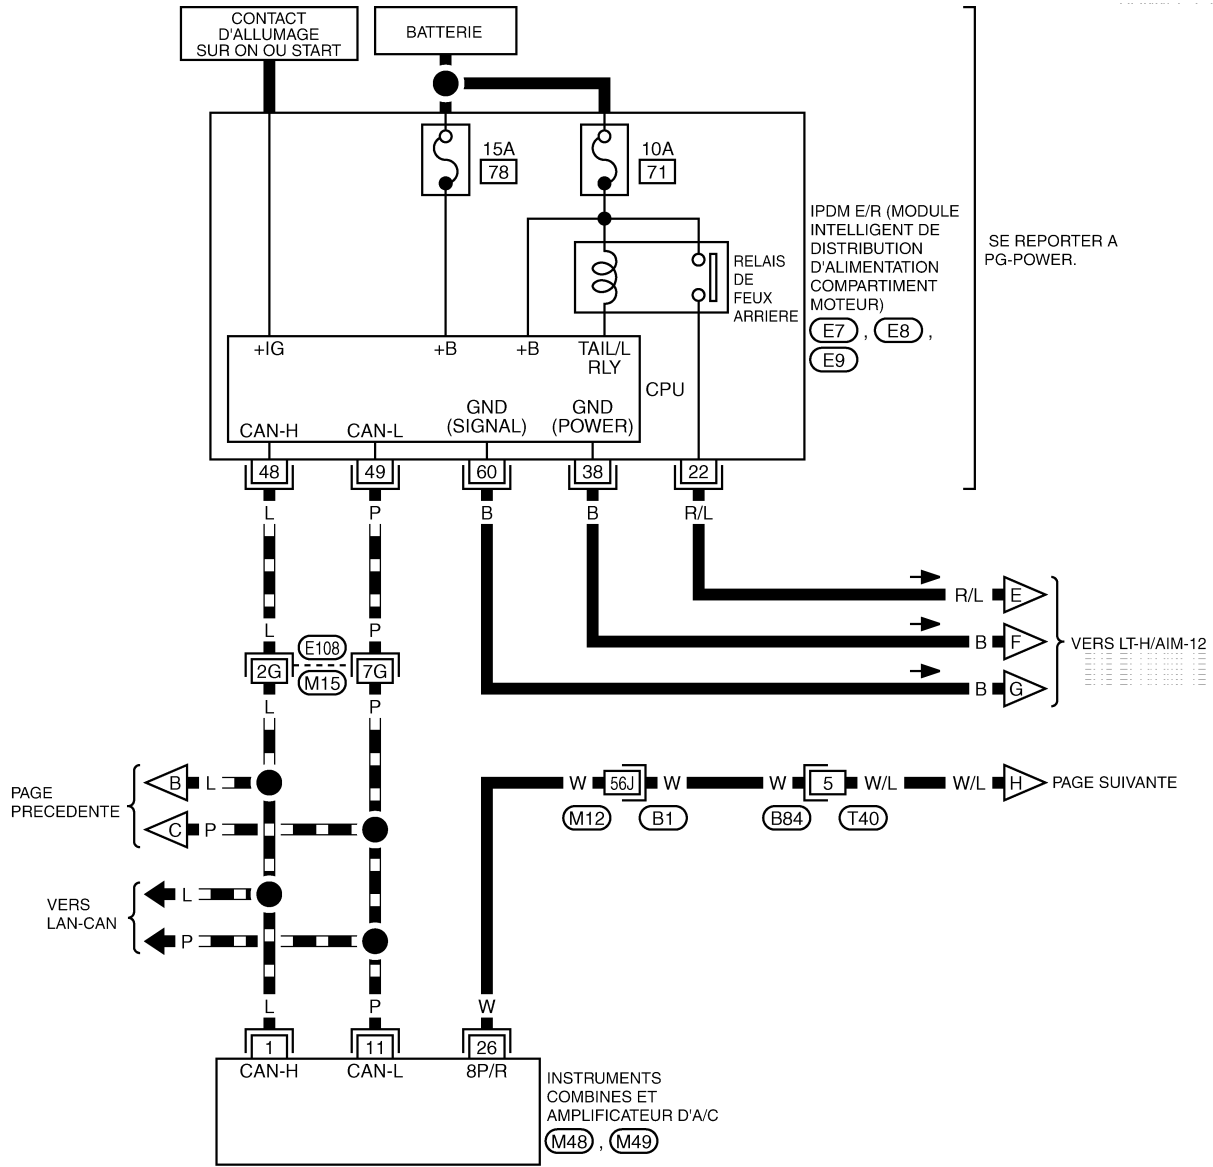 CONTACT
D'ALLUMAGE
SUR ON OU START
BATTERIE
15A
78
10A
71
RELAIS
DE
FEUX
ARRIERE
IPDM E/R (MODULE
INTELLIGENT DE
DISTRIBUTION
D'ALIMENTATION
COMPARTIMENT
MOTEUR)
E7 , E8 ,
E9
SE REPORTER A
PG-POWER.
+IG +B +B TAIL/L
RLY
CPU
CAN-H CAN-L GND
(SIGNAL) GND
(POWER)
48 49 60 38 22
L P B B R/L
R/L E
B F
B G
VERS LT-H/AIM-12
L P
E108
2G 7G
M15
L P
PAGE
PRECEDENTE
B L
C P
W 56J W W 5 W/L W/L H PAGE SUIVANTE
M12 B1 B84 T40
VERS
LAN-CAN
L
P
L P W
1 11 26
CAN-H CAN-L 8P/R
INSTRUMENTS
COMBINES ET
AMPLIFICATEUR D'A/C
M48 , M49